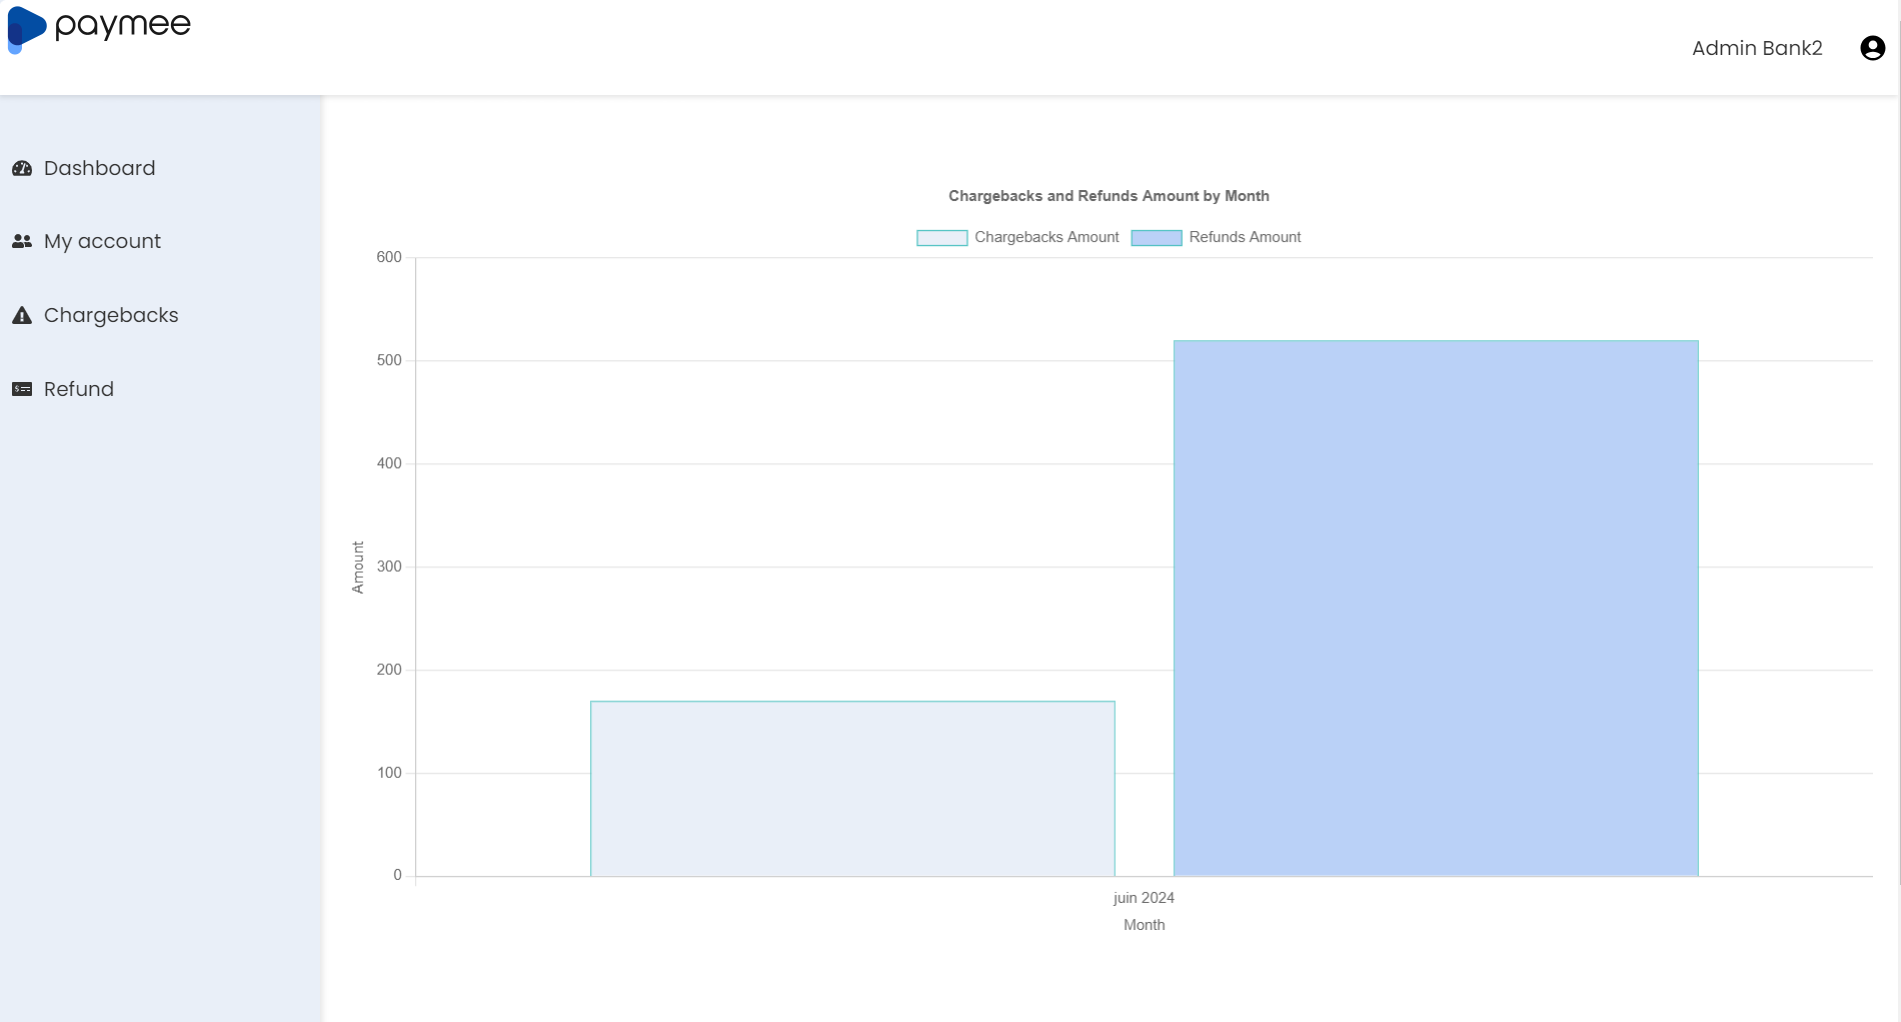 paymee
Admin Bank2
Dashboard
My account
Chargebacks
Refund
Chargebacks and Refunds Amount by Month
Chargebacks Amount
Refunds Amount
600
500
400
300
200
100
0
Amount
juin 2024
Month